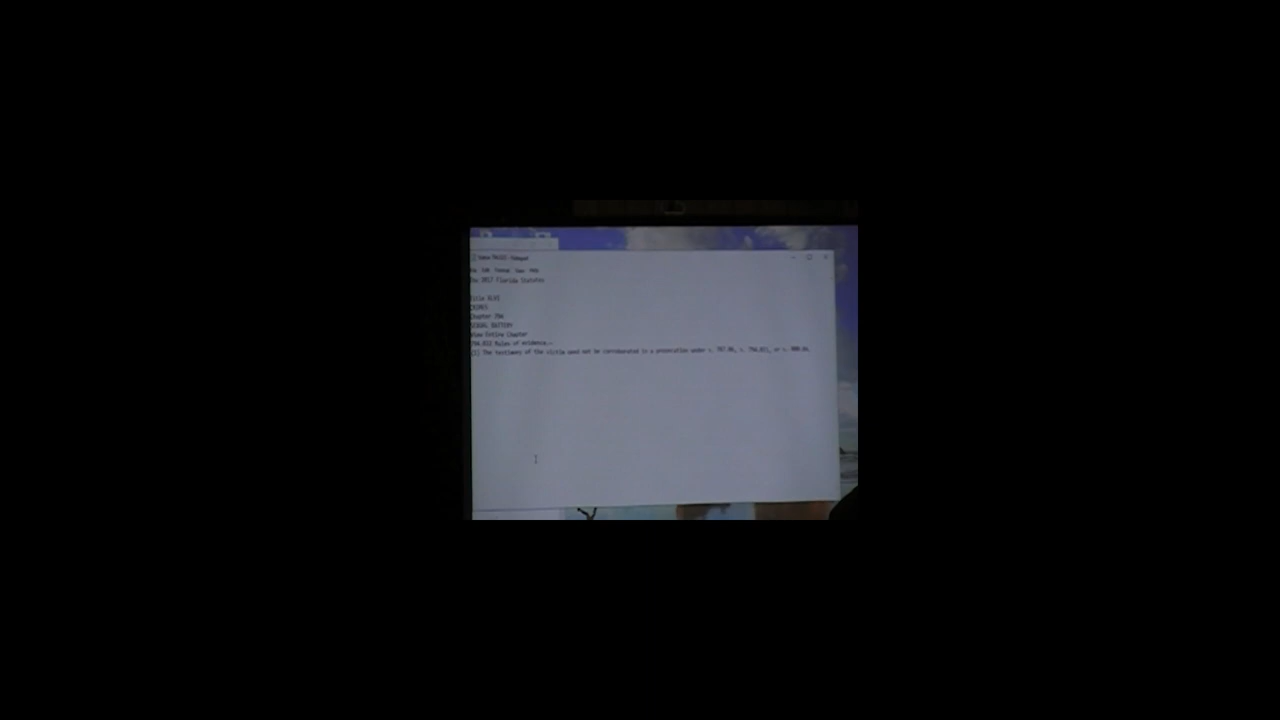 Notepad
The 2017 Florida Statutes
Title XLVI
CRIMES
Chapter 794
SEXUAL BATTERY
View Entire Chapter
794.022 Rules of evidence.—
(1) The testimony of the victim need not be corroborated in a prosecution under s. 787.06, s. 794.011, or s. 800.04.